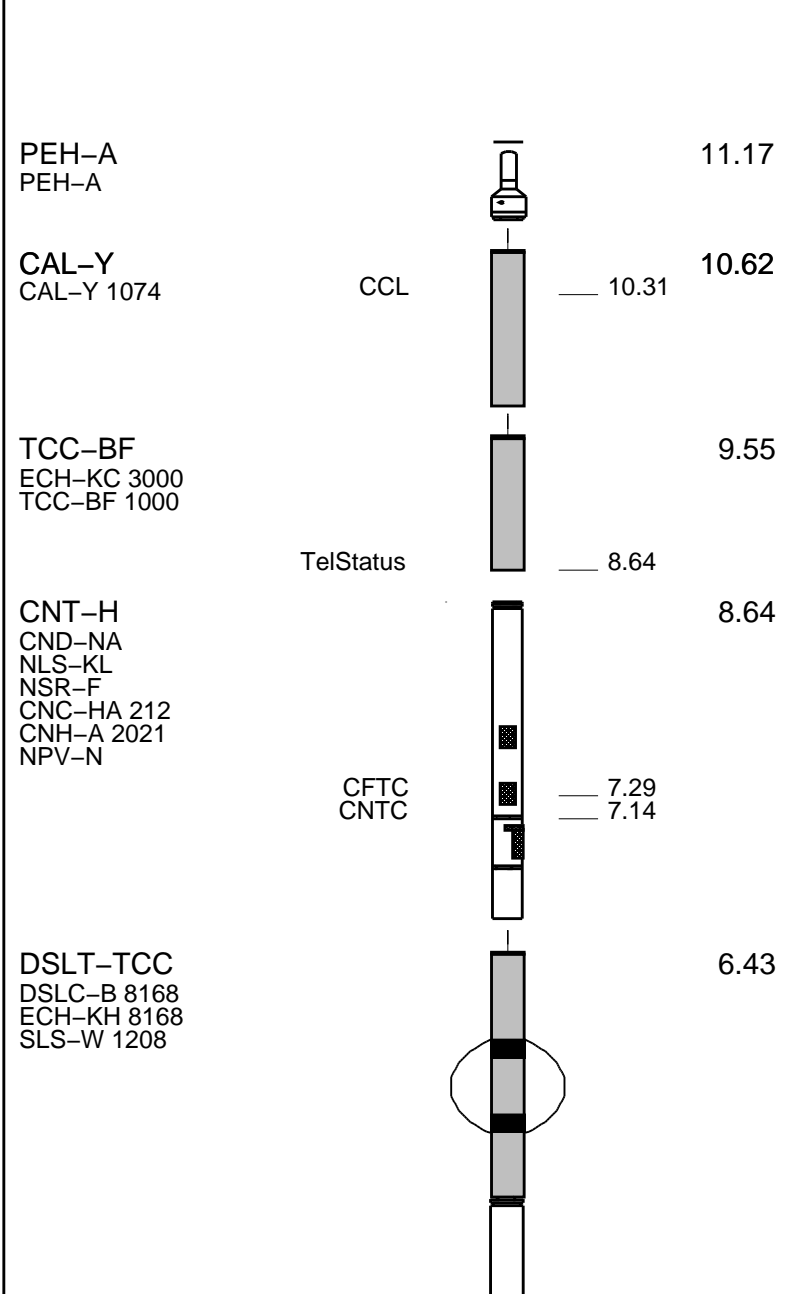 PEH–A 11.17
PEH–A
CAL–Y 10.62
CAL–Y 1074 CCL 10.31
TCC–BF 9.55
ECH–KC 3000
TCC–BF 1000
TelStatus 8.64
CNT–H 8.64
CND–NA
NLS–KL
NSR–F
CNC–HA 212
CNH–A 2021
NPV–N
CFTC 7.29
CNTC 7.14
DSLT–TCC 6.43
DSLC–B 8168
ECH–KH 8168
SLS–W 1208